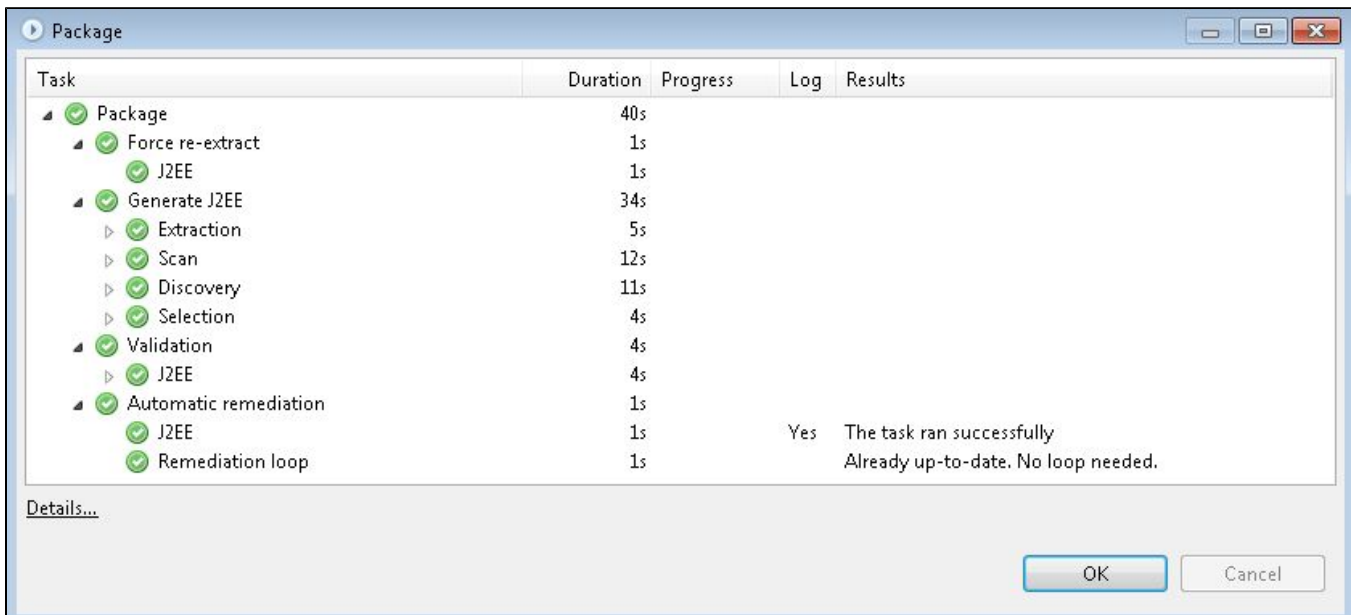 Package
Task Duration Progress Log Results
Package 40s
Force re-extract 1s
J2EE 1s
Generate J2EE 34s
Extraction 5s
Scan 12s
Discovery 11s
Selection 4s
Validation 4s
J2EE 4s
Automatic remediation 1s
J2EE 1s Yes The task ran successfully
Remediation loop 1s Already up-to-date. No loop needed.
Details...
OK Cancel